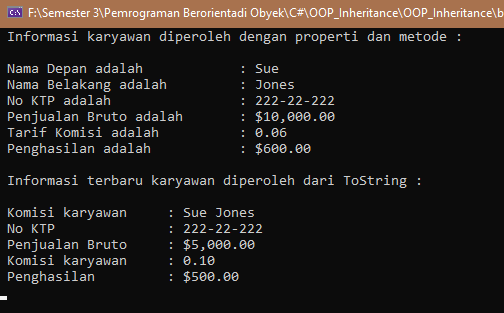 F:\Semester 3\Pemrograman Berorientadi Obyek\C#\OOP_Inheritance\OOP_Inheritance\b
Informasi karyawan diperoleh dengan properti dan metode :
Nama Depan adalah : Sue
Nama Belakang adalah : Jones
No KTP adalah : 222-22-222
Penjualan Bruto adalah : $10,000.00
Tarif Komisi adalah : 0.06
Penghasilan adalah : $600.00
Informasi terbaru karyawan diperoleh dari ToString :
Komisi karyawan : Sue Jones
No KTP : 222-22-222
Penjualan Bruto : $5,000.00
Komisi karyawan : 0.10
Penghasilan : $500.00